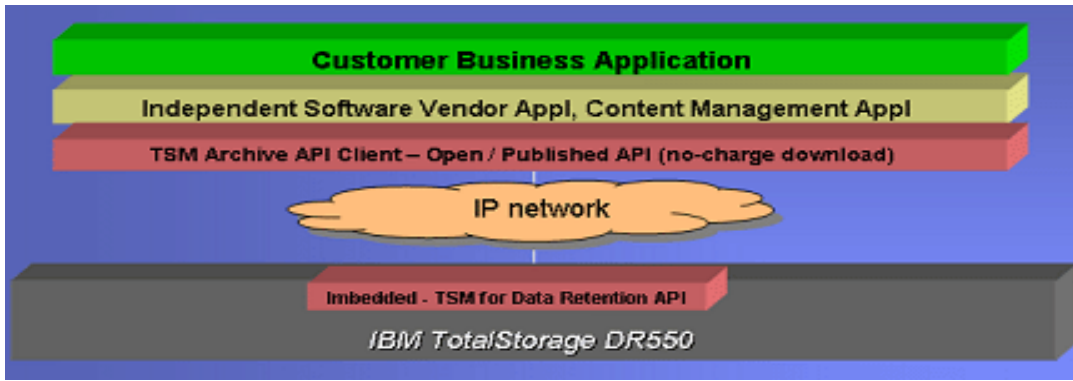 Customer Business Application
Independent Software Vendor Appl, Content Management Appl
TSM Archive API Client – Open / Published API (no-charge download)
IP network
Imbedded - TSM for Data Retention API
IBM TotalStorage DR550